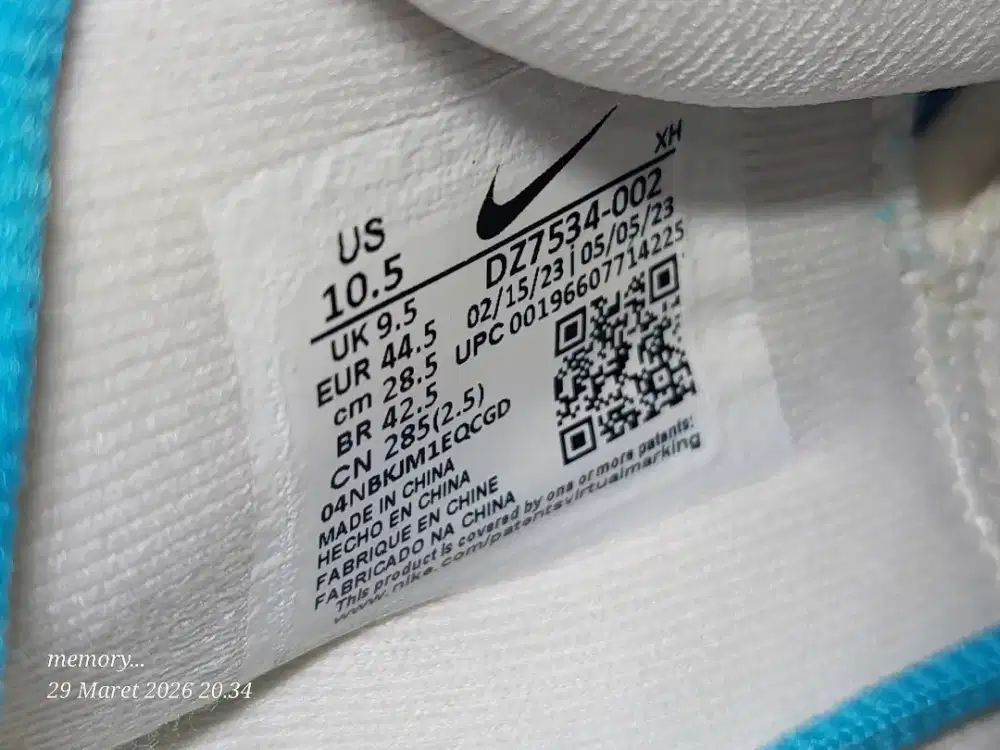 XH
US
10.5
DZ7534-002
02/15/23 | 05/05/23
UPC 00196607714225
UK 9.5
EUR 44.5
cm 28.5
BR 42.5
CN 285(2.5)
04NBKJM1EQCGD
MADE IN CHINA
HECHO EN CHINA
FABRIQUE EN CHINE
FABRICADO NA CHINA
This product is covered by one or more patents:
www.nike.com/patentsvirtualmarking
memory...
29 Maret 2026 20.34